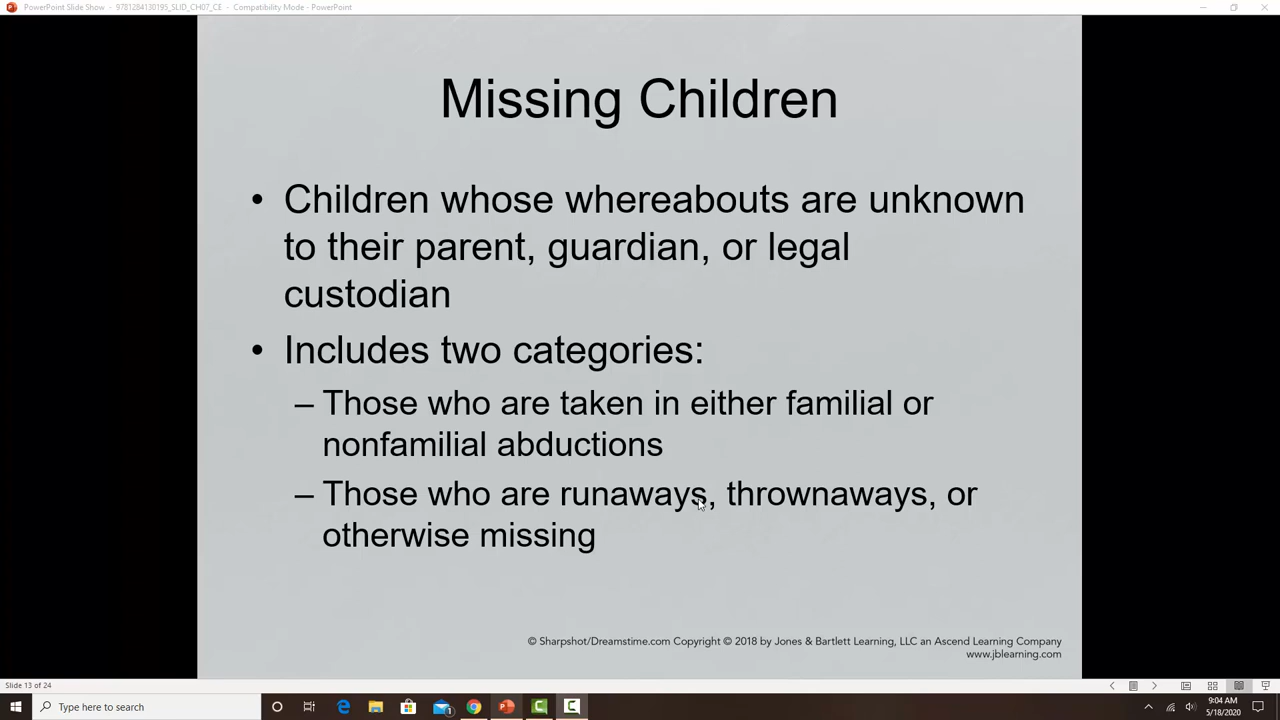 PowerPoint Slide Show - 9781284130195_SLID_CH07_CE - Compatibility Mode - PowerPoint
Missing Children
• Children whose whereabouts are unknown
to their parent, guardian, or legal
custodian
• Includes two categories:
– Those who are taken in either familial or
nonfamilial abductions
– Those who are runaways, thrownaways, or
otherwise missing
© Sharpshot/Dreamstime.com Copyright © 2018 by Jones & Bartlett Learning, LLC an Ascend Learning Company
www.jblearning.com
Slide 13 of 24
Type here to search
9:04 AM
5/18/2020